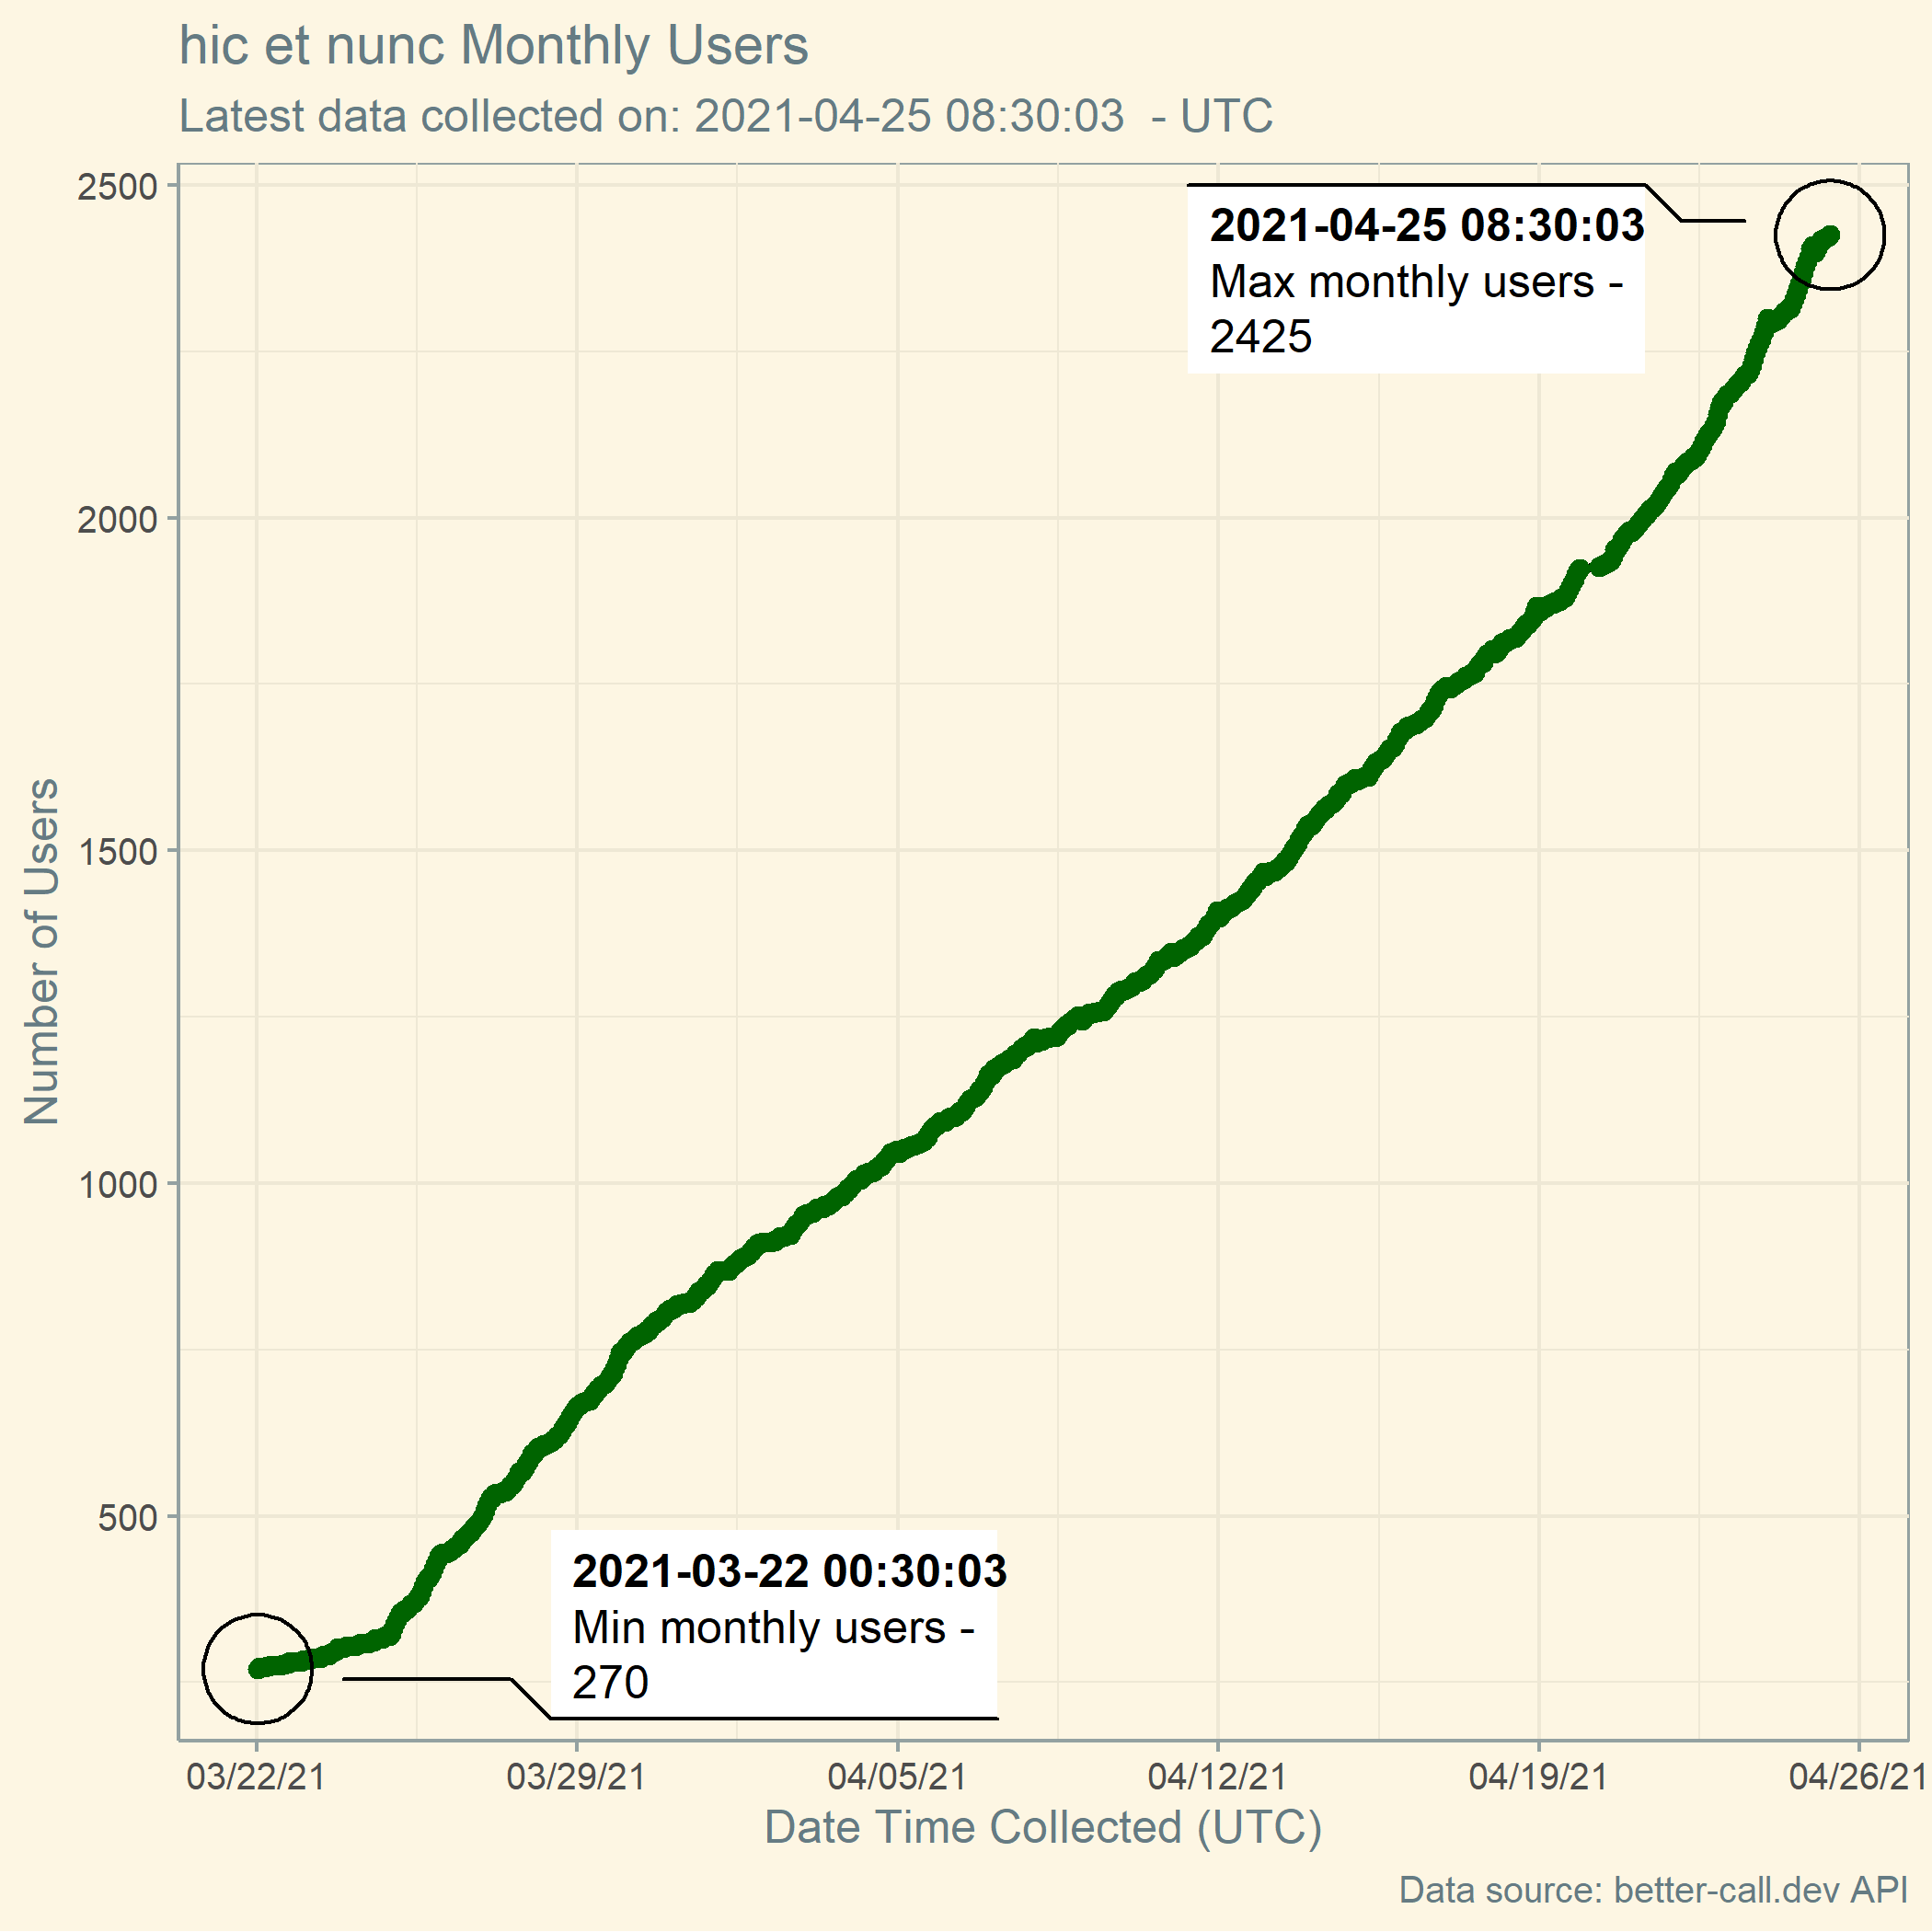 hic et nunc Monthly Users
Latest data collected on: 2021-04-25 08:30:03  - UTC
2500
2000
1500
1000
500
Number of Users
2021-04-25 08:30:03
Max monthly users -
2425
2021-03-22 00:30:03
Min monthly users -
270
03/22/21
03/29/21
04/05/21
04/12/21
04/19/21
04/26/21
Date Time Collected (UTC)
Data source: better-call.dev API